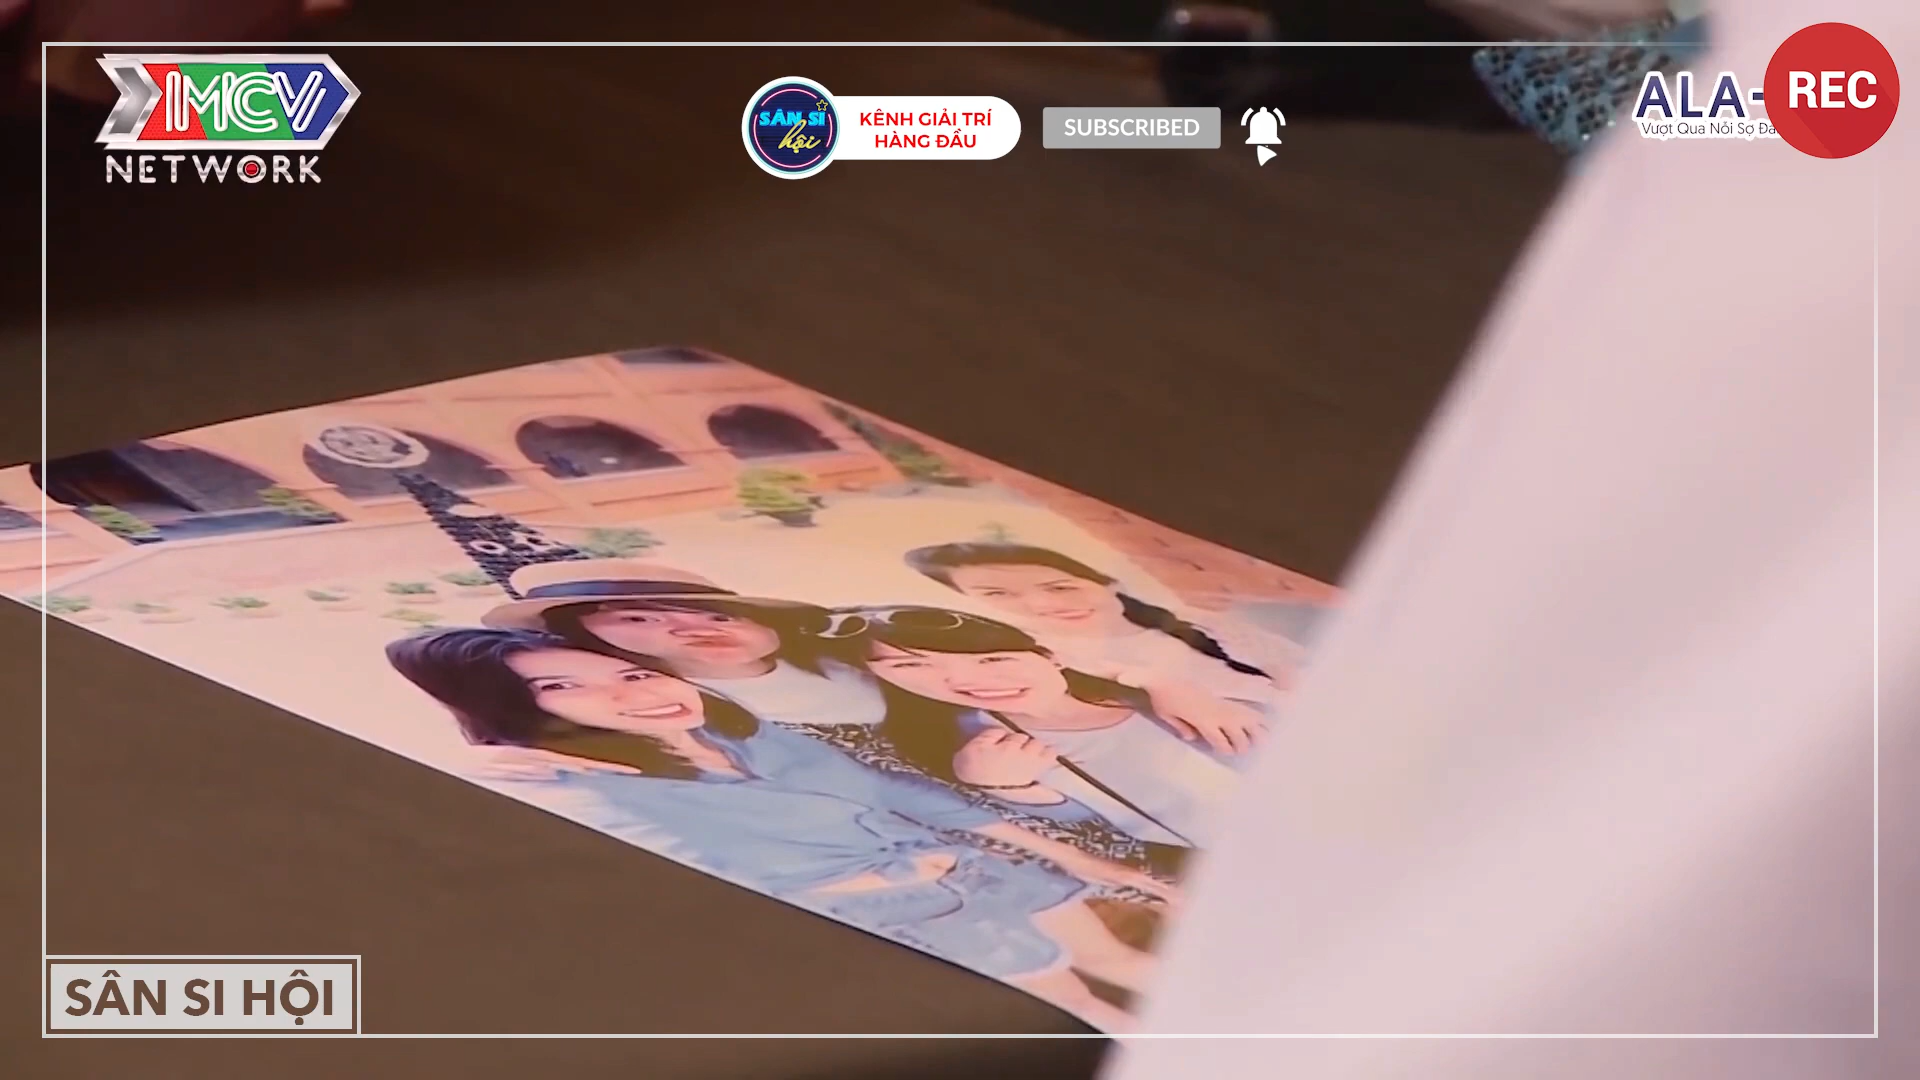 MCV
NETWORK
SÂN SI
hội
KÊNH GIẢI TRÍ
HÀNG ĐẦU
SUBSCRIBED
ALA-
Vượt Qua Nỗi Sợ Đa
REC
SÂN SI HỘI